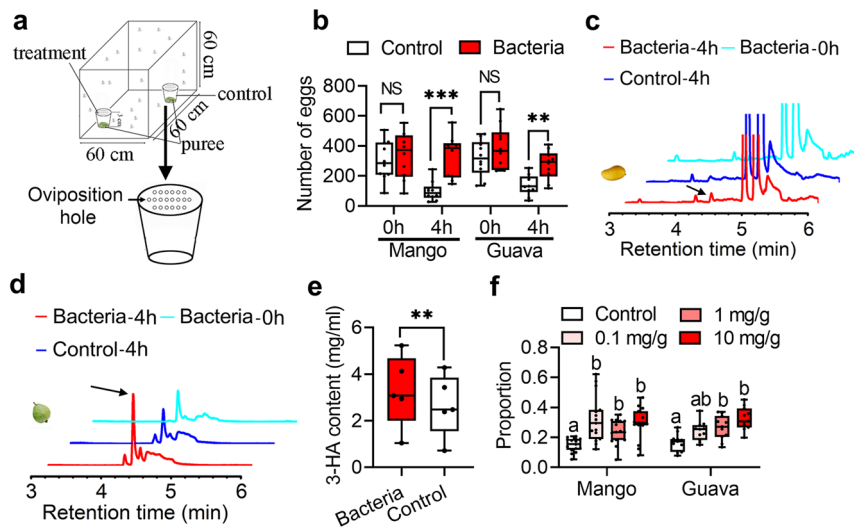 a
treatment
60 cm
control
60 cm
60 cm
puree
Oviposition
hole
b
Control
Bacteria
Number of eggs
800
600
400
200
0
NS
***
NS
**
0h
4h
0h
4h
Mango
Guava
c
Bacteria-4h
Bacteria-0h
Control-4h
3
4
5
6
Retention time (min)
d
Bacteria-4h
Bacteria-0h
Control-4h
3
4
5
6
Retention time (min)
e
3-HA content (mg/ml)
6
4
2
0
**
Bacteria
Control
f
Control
1 mg/g
0.1 mg/g
10 mg/g
Proportion
0.8
0.6
0.4
0.2
0.0
a
b
b
b
a
ab
b
b
Mango
Guava